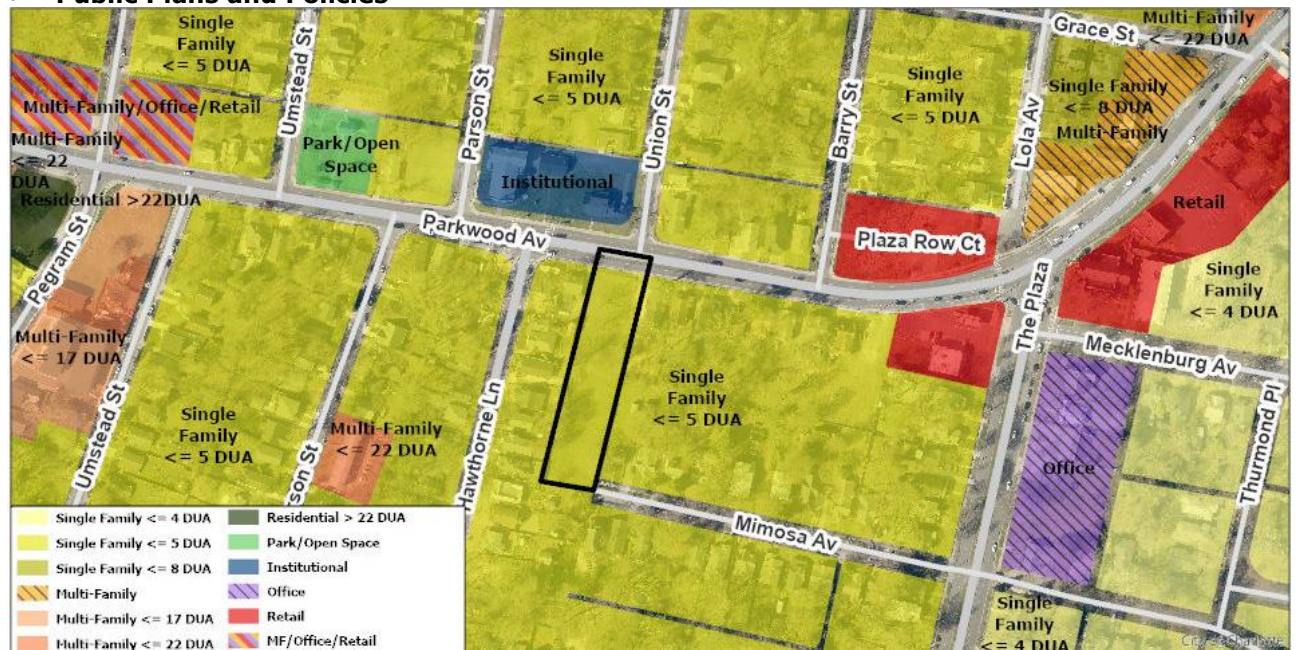 Public Plans and Policies
Single
Family
<= 5 DUA
Umstead St
Parson St
Single
Family
<= 5 DUA
Union St
Barry St
Single
Family
<= 5 DUA
Lola Av
Grace St
Multi-Family
<= 22 DUA
Single Family
<= 8 DUA
Multi-Family
Multi-Family/Office/Retail
Multi-Family
<= 22
DUA
Residential >22DUA
Park/Open
Space
Institutional
Retail
Parkwood Av
Plaza Row Ct
Single
Family
<= 4 DUA
Pegram St
The Plaza
Mecklenburg Av
Multi-Family
<= 17 DUA
Umstead St
Single
Family
<= 5 DUA
Multi-Family
<= 22 DUA
rson St
Hawthorne Ln
Single
Family
<= 5 DUA
Office
Thurmond Pl
Mimosa Av
Single
Family
<= 4 DUA
Single Family <= 4 DUA
Single Family <= 5 DUA
Single Family <= 8 DUA
Multi-Family
Multi-Family <= 17 DUA
Multi-Family <= 22 DUA
Residential > 22 DUA
Park/Open Space
Institutional
Office
Retail
MF/Office/Retail
City of Charlotte